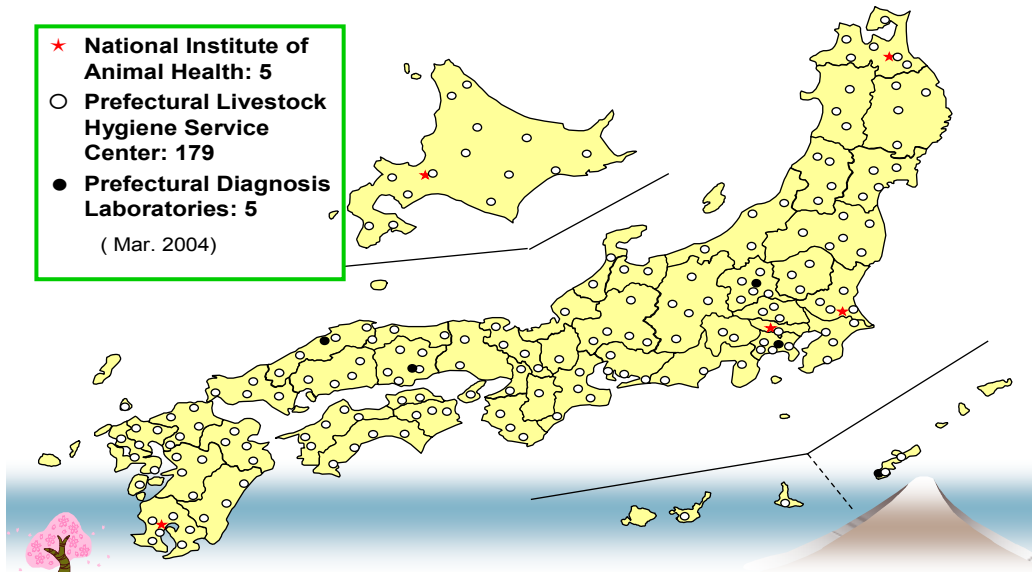 National Institute of
Animal Health: 5
Prefectural Livestock
Hygiene Service
Center: 179
Prefectural Diagnosis
Laboratories: 5
( Mar. 2004)